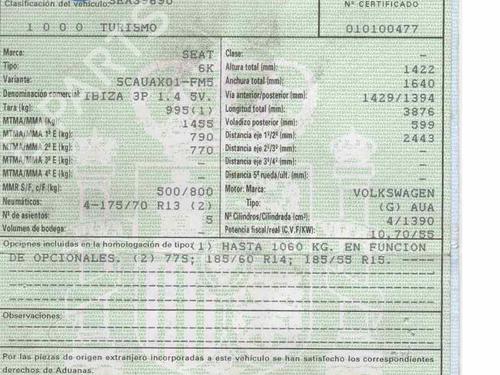 Clasificación del vehículo: SEA39690
Nº CERTIFICADO
1 0 0 0 TURISMO
010100477
Marca: SEAT
Tipo: 6K
Variante: SCAUAX01-FM5
Denominación comercial: IBIZA 3P 1.4 5V.
Tara (kg): 995(1)
MTMA/MMA (kg): 1455
MTMA/MMA 1º E (kg): 790
MTMA/MMA 2º E (kg): 770
MTMA/MMA 3º E (kg): -
MTMA/MMA 4º E (kg): -
MMR S/F, c/F (kg): 500/800
Neumáticos: 4-175/70 R13 (2)
Nº de asientos: 5
Volumen de bodega: -
Clase: -
Altura total (mm): 1422
Anchura total (mm): 1640
Vía anterior/posterior (mm): 1429/1394
Longitud total (mm): 3876
Voladizo posterior (mm): 599
Distancia eje 1º/2º (mm): 2443
Distancia eje 2º/3º (mm): -
Distancia eje 3º/4º (mm): -
Distancia 5ª rueda/ult. (mm): -
Motor: Marca: VOLKSWAGEN
Tipo: (G) AUA
Nº Cilindros/Cilindrada (cm³): 4/1390
Potencia fiscal/real (C.V.F/KW): 10,70/55
Opciones incluidas en la homologación de tipo: (1) HASTA 1060 KG. EN FUNCION
DE OPCIONALES. (2) 775; 185/60 R14; 185/55 R15.
Observaciones:
Por las piezas de origen extranjero incorporadas a este vehículo se han satisfecho los correspondientes
derechos de Aduanas.